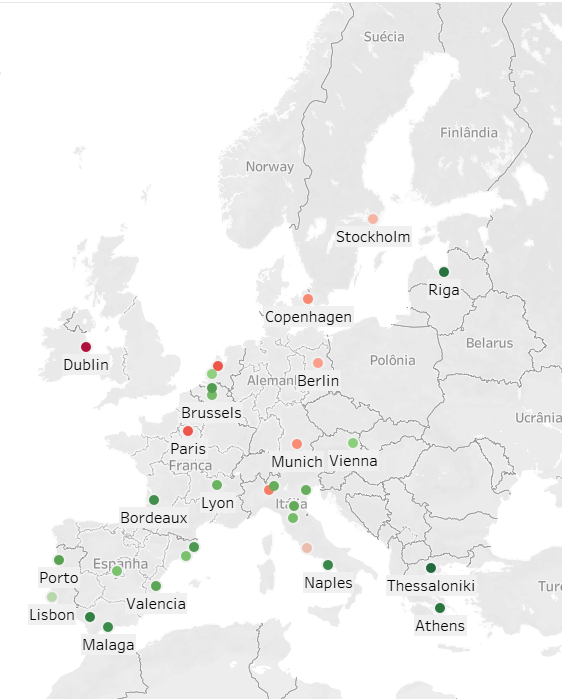 Suécia
Finlândia
Norway
Stockholm
Riga
Copenhagen
Belarus
Dublin
Polônia
Aleman
Berlin
Brussels
Ucrânia
Paris
Munich
Vienna
França
Lyon
Itália
Bordeaux
Espanha
Porto
Naples
Thessaloniki
Ture
Valencia
Lisbon
Athens
Malaga